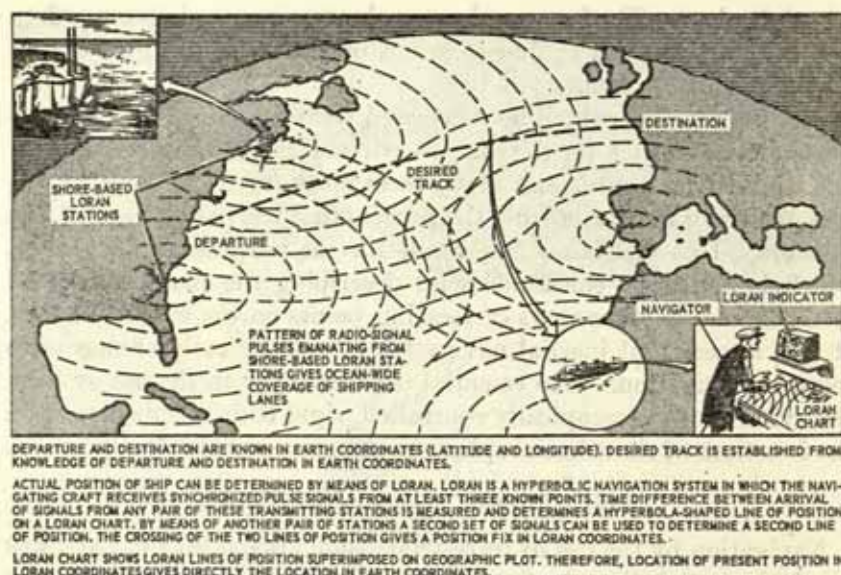 DESTINATION
DESIRED
TRACK
SHORE-BASED
LORAN
STATIONS
DEPARTURE
LORAN INDICATOR
NAVIGATOR
PATTERN OF RADIO-SIGNAL
PULSES EMANATING FROM
SHORE-BASED LORAN STA-
TIONS GIVES OCEAN-WIDE
COVERAGE OF SHIPPING
LANES
LORAN
CHART
DEPARTURE AND DESTINATION ARE KNOWN IN EARTH COORDINATES (LATITUDE AND LONGITUDE). DESIRED TRACK IS ESTABLISHED FROM
KNOWLEDGE OF DEPARTURE AND DESTINATION IN EARTH COORDINATES.
ACTUAL POSITION OF SHIP CAN BE DETERMINED BY MEANS OF LORAN. LORAN IS A HYPERBOLIC NAVIGATION SYSTEM IN WHICH THE NAVI-
GATING CRAFT RECEIVES SYNCHRONIZED PULSE SIGNALS FROM AT LEAST THREE KNOWN POINTS. TIME DIFFERENCE BETWEEN ARRIVAL
OF SIGNALS FROM ANY PAIR OF THESE TRANSMITTING STATIONS IS MEASURED AND DETERMINES A HYPERBOLA-SHAPED LINE OF POSITION
ON A LORAN CHART. BY MEANS OF ANOTHER PAIR OF STATIONS A SECOND SET OF SIGNALS CAN BE USED TO DETERMINE A SECOND LINE
OF POSITION. THE CROSSING OF THE TWO LINES OF POSITION GIVES A POSITION FIX IN LORAN COORDINATES.
LORAN CHART SHOWS LORAN LINES OF POSITION SUPERIMPOSED ON GEOGRAPHIC PLOT. THEREFORE, LOCATION OF PRESENT POSITION IN
LORAN COORDINATES GIVES DIRECTLY THE LOCATION IN EARTH COORDINATES.